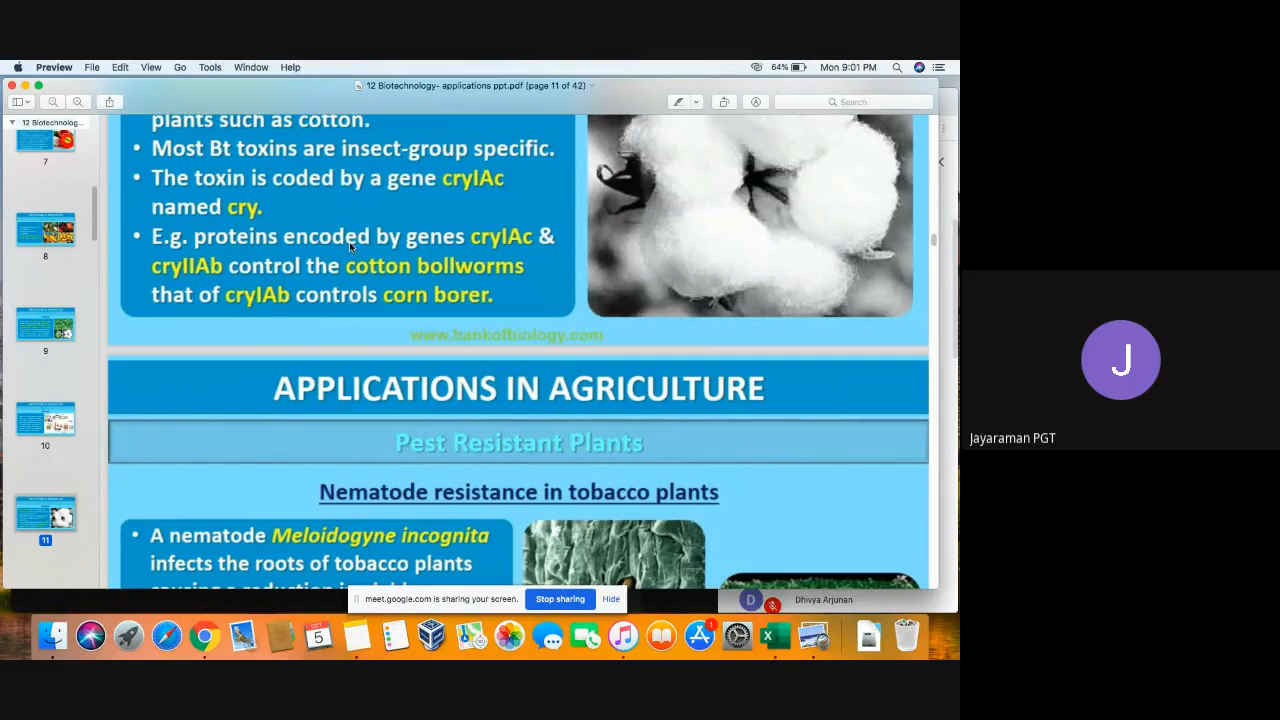 Preview File Edit View Go Tools Window Help
64% Mon 9:01 PM
12 Biotechnology- applications ppt.pdf (page 11 of 42)
Search
12 Biotechnolog...
7
8
9
10
11
plants such as cotton.
• Most Bt toxins are insect-group specific.
• The toxin is coded by a gene cryIAc
named cry.
• E.g. proteins encoded by genes cryIAc &
cryIIAb control the cotton bollworms
that of cryIAb controls corn borer.
www.bankofbiology.com
APPLICATIONS IN AGRICULTURE
Pest Resistant Plants
Nematode resistance in tobacco plants
• A nematode Meloidogyne incognita
infects the roots of tobacco plants
meet.google.com is sharing your screen.
Stop sharing
Hide
D
Dhivya Arjunan
OCT
5
1
J
Jayaraman PGT